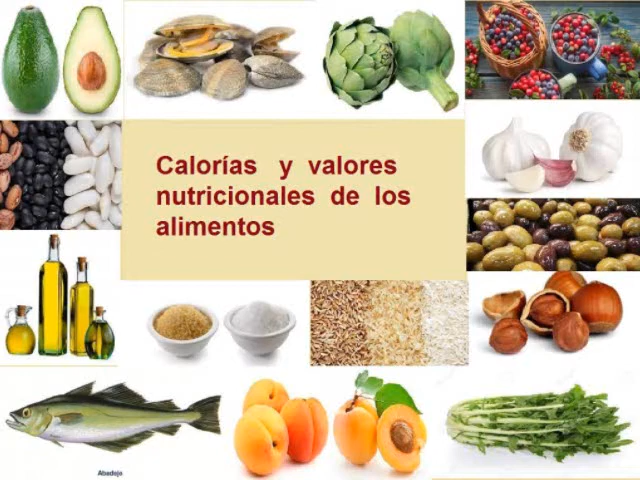 Calorías y valores
nutricionales de los
alimentos
Abadejo